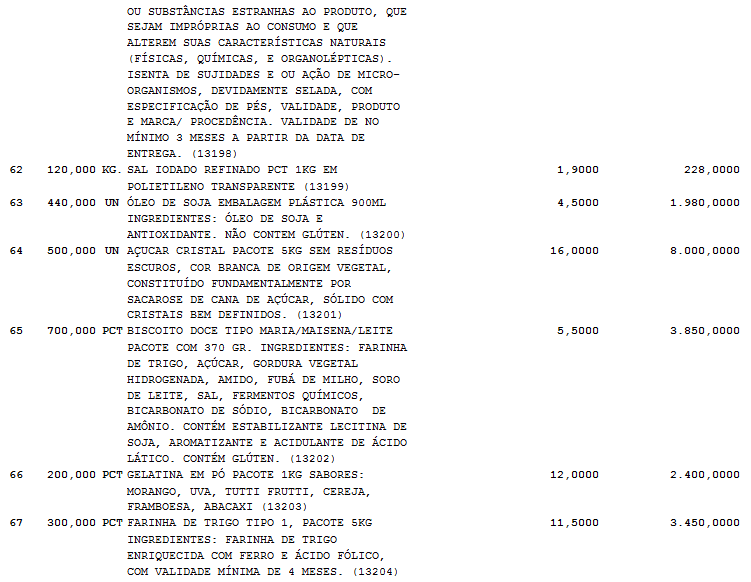 OU SUBSTÂNCIAS ESTRANHAS AO PRODUTO, QUE
SEJAM IMPRÓPRIAS AO CONSUMO E QUE
ALTEREM SUAS CARACTERÍSTICAS NATURAIS
(FÍSICAS, QUÍMICAS, E ORGANOLÉPTICAS).
ISENTA DE SUJIDADES E OU AÇÃO DE MICRO-
ORGANISMOS, DEVIDAMENTE SELADA, COM
ESPECIFICAÇÃO DE PÉS, VALIDADE, PRODUTO
E MARCA/ PROCEDÊNCIA. VALIDADE DE NO
MÍNIMO 3 MESES A PARTIR DA DATA DE
ENTREGA. (13198)
62 120,000 KG. SAL IODADO REFINADO PCT 1KG EM 1,9000 228,0000
POLIETILENO TRANSPARENTE (13199)
63 440,000 UN ÓLEO DE SOJA EMBALAGEM PLÁSTICA 900ML 4,5000 1.980,0000
INGREDIENTES: ÓLEO DE SOJA E
ANTIOXIDANTE. NÃO CONTEM GLÚTEN. (13200)
64 500,000 UN AÇUCAR CRISTAL PACOTE 5KG SEM RESÍDUOS 16,0000 8.000,0000
ESCUROS, COR BRANCA DE ORIGEM VEGETAL,
CONSTITUÍDO FUNDAMENTALMENTE POR
SACAROSE DE CANA DE AÇÚCAR, SÓLIDO COM
CRISTAIS BEM DEFINIDOS. (13201)
65 700,000 PCT BISCOITO DOCE TIPO MARIA/MAISENA/LEITE 5,5000 3.850,0000
PACOTE COM 370 GR. INGREDIENTES: FARINHA
DE TRIGO, AÇÚCAR, GORDURA VEGETAL
HIDROGENADA, AMIDO, FUBÁ DE MILHO, SORO
DE LEITE, SAL, FERMENTOS QUÍMICOS,
BICARBONATO DE SÓDIO, BICARBONATO  DE
AMÔNIO. CONTÉM ESTABILIZANTE LECITINA DE
SOJA, AROMATIZANTE E ACIDULANTE DE ÁCIDO
LÁTICO. CONTÉM GLÚTEN. (13202)
66 200,000 PCT GELATINA EM PÓ PACOTE 1KG SABORES: 12,0000 2.400,0000
MORANGO, UVA, TUTTI FRUTTI, CEREJA,
FRAMBOESA, ABACAXI (13203)
67 300,000 PCT FARINHA DE TRIGO TIPO 1, PACOTE 5KG 11,5000 3.450,0000
INGREDIENTES: FARINHA DE TRIGO
ENRIQUECIDA COM FERRO E ÁCIDO FÓLICO,
COM VALIDADE MÍNIMA DE 4 MESES. (13204)